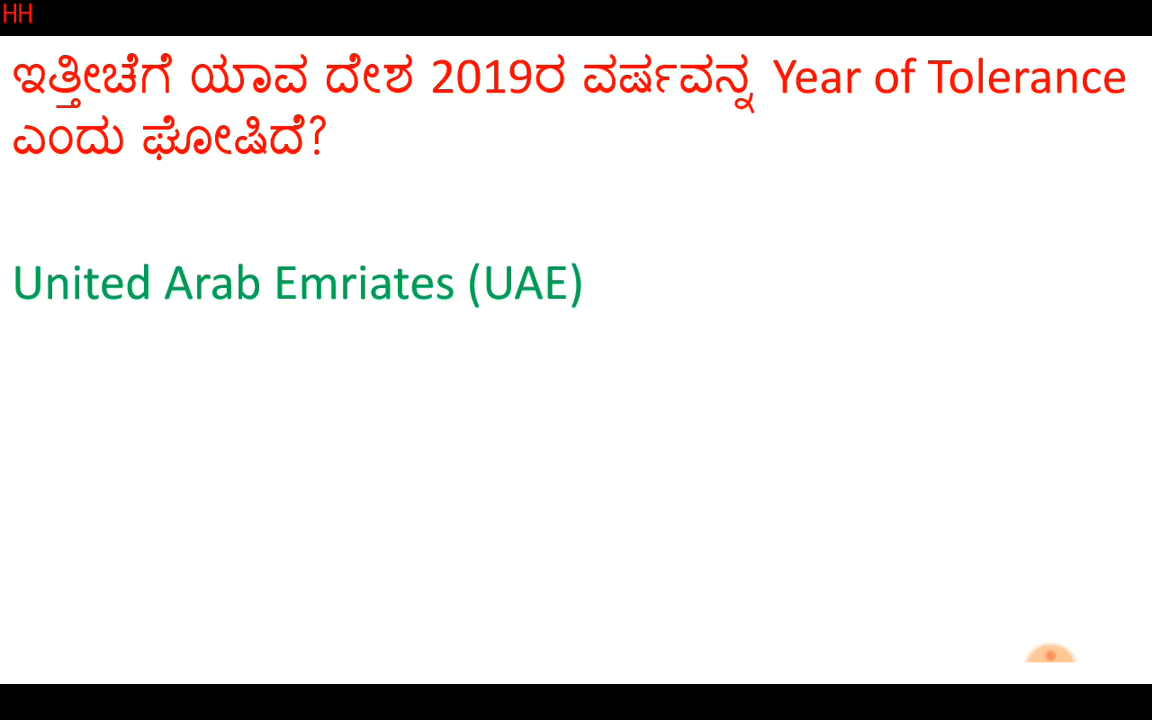 HH
ಇತ್ತೀಚೆಗೆ ಯಾವ ದೇಶ 2019ರ ವರ್ಷವನ್ನ Year of Tolerance
ಎಂದು ಘೋಷಿದೆ?
United Arab Emriates (UAE)